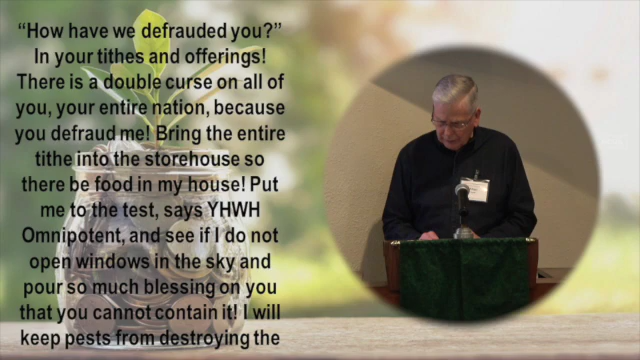 “How have we defrauded you?”
In your tithes and offerings!
There is a double curse on all of
you, your entire nation, because
you defraud me! Bring the entire
tithe into the storehouse so
there be food in my house! Put
me to the test, says YHWH
Omnipotent, and see if I do not
open windows in the sky and
pour so much blessing on you
that you cannot contain it! I will
keep pests from destroying the